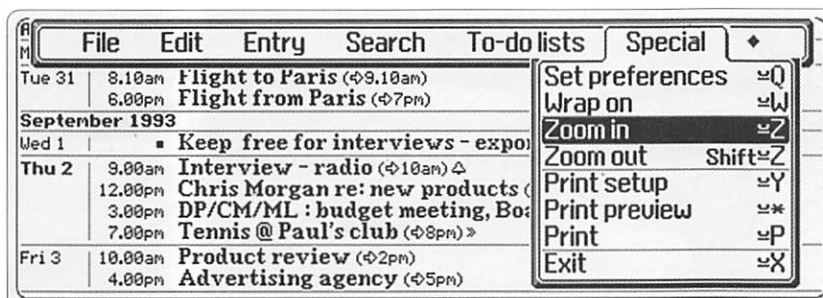 File Edit Entry Search To-do lists Special
Tue 31 8.10am Flight to Paris (➪9.10am)
6.00pm Flight from Paris (➪7pm)
September 1993
Wed 1 ▪ Keep free for interviews - expo
Thu 2 9.00am Interview - radio (➪10am)
12.00pm Chris Morgan re: new products (
3.00pm DP/CM/ML : budget meeting, Boa
7.00pm Tennis @ Paul's club (➪8pm) »
Fri 3 10.00am Product review (➪2pm)
4.00pm Advertising agency (➪5pm)
Set preferences Q
Wrap on W
Zoom in Z
Zoom out Shift Z
Print setup Y
Print preview *
Print P
Exit X